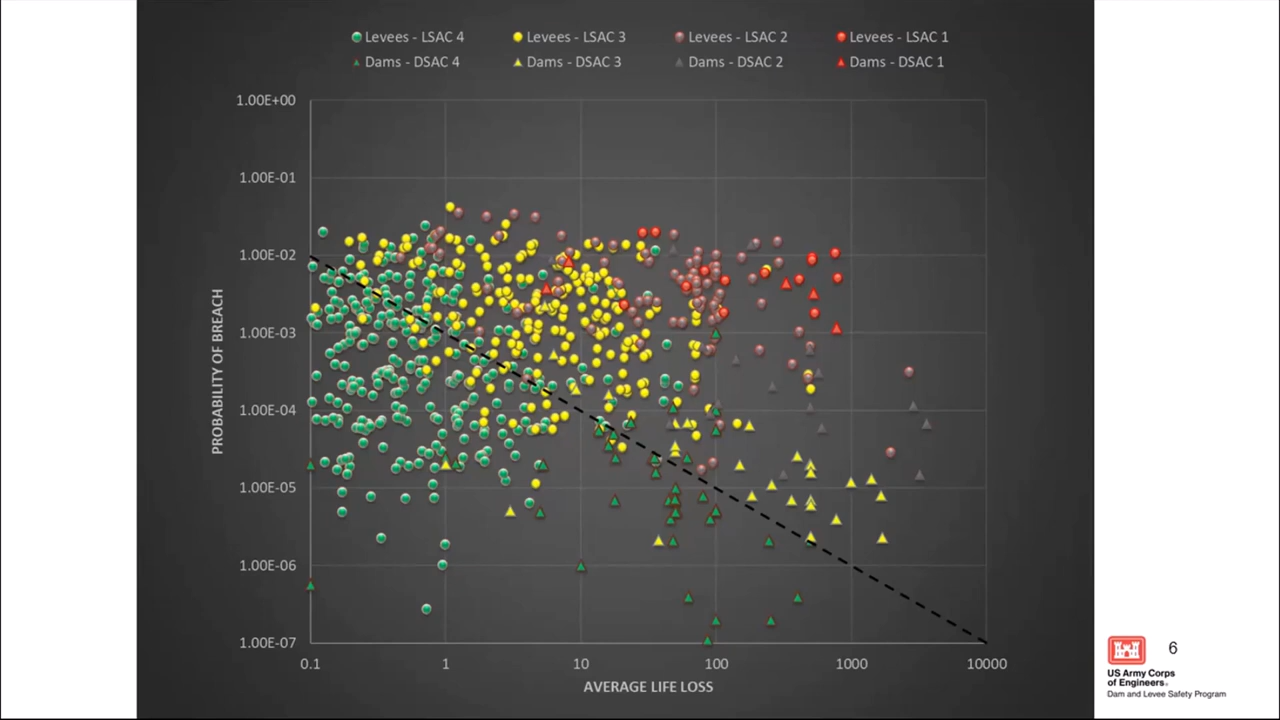 Levees - LSAC 4
Levees - LSAC 3
Levees - LSAC 2
Levees - LSAC 1
Dams - DSAC 4
Dams - DSAC 3
Dams - DSAC 2
Dams - DSAC 1
PROBABILITY OF BREACH
1.00E+00
1.00E-01
1.00E-02
1.00E-03
1.00E-04
1.00E-05
1.00E-06
1.00E-07
0.1
1
10
100
1000
10000
AVERAGE LIFE LOSS
6
US Army Corps
of Engineers®
Dam and Levee Safety Program